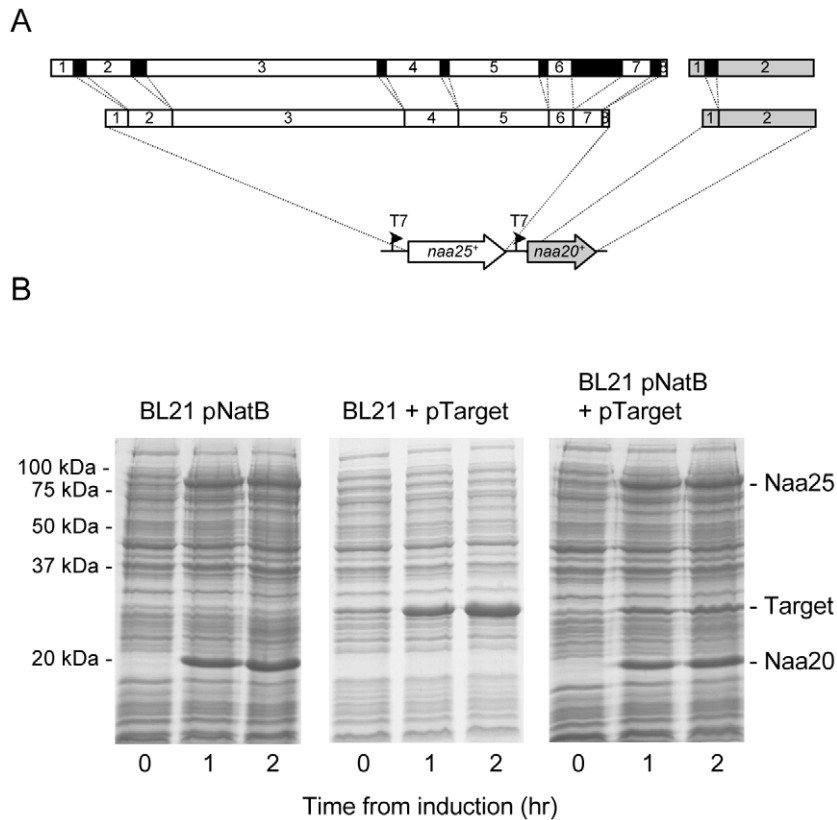 A
1 2 3 4 5 6 7 8 1 2
1 2 3 4 5 6 7 8 1 2
T7 T7
naa25+ naa20+
B
BL21 pNatB
BL21 + pTarget
BL21 pNatB
+ pTarget
100 kDa -
75 kDa -
50 kDa -
37 kDa -
20 kDa -
- Naa25
- Target
- Naa20
0 1 2 0 1 2 0 1 2
Time from induction (hr)